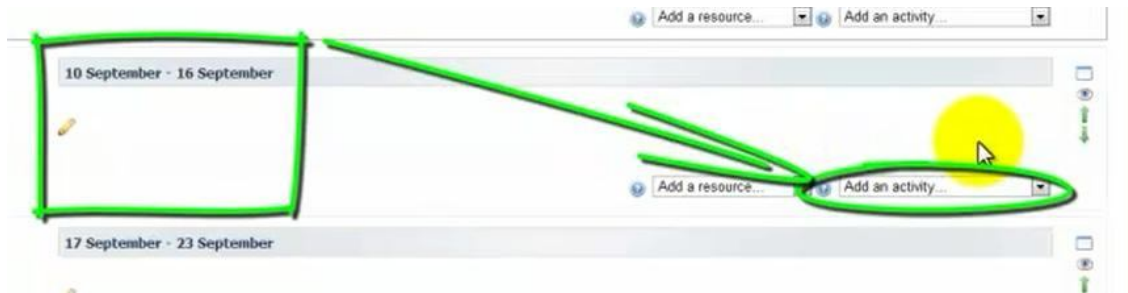 Add a resource... Add an activity...
10 September - 16 September
Add a resource... Add an activity...
17 September - 23 September